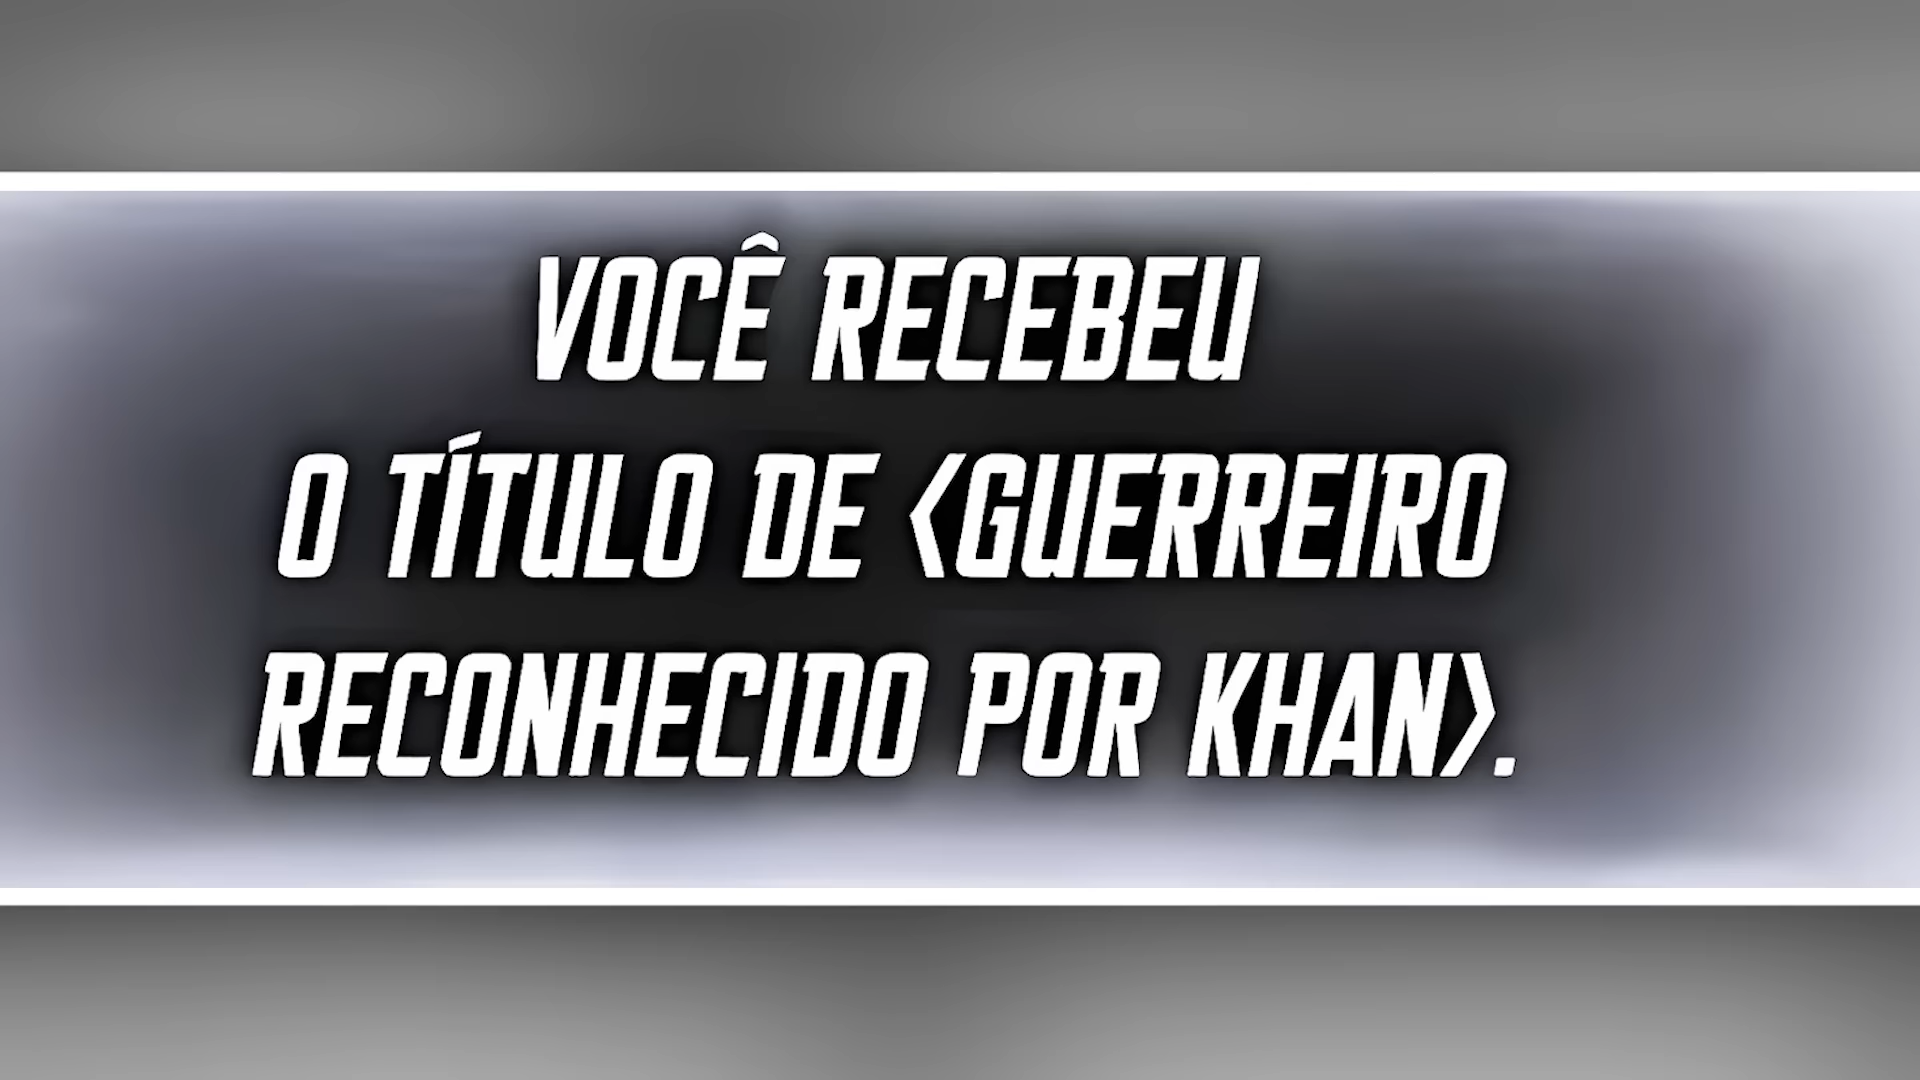 VOCÊ RECEBEU
O TÍTULO DE <GUERREIRO
RECONHECIDO POR KHAN>.